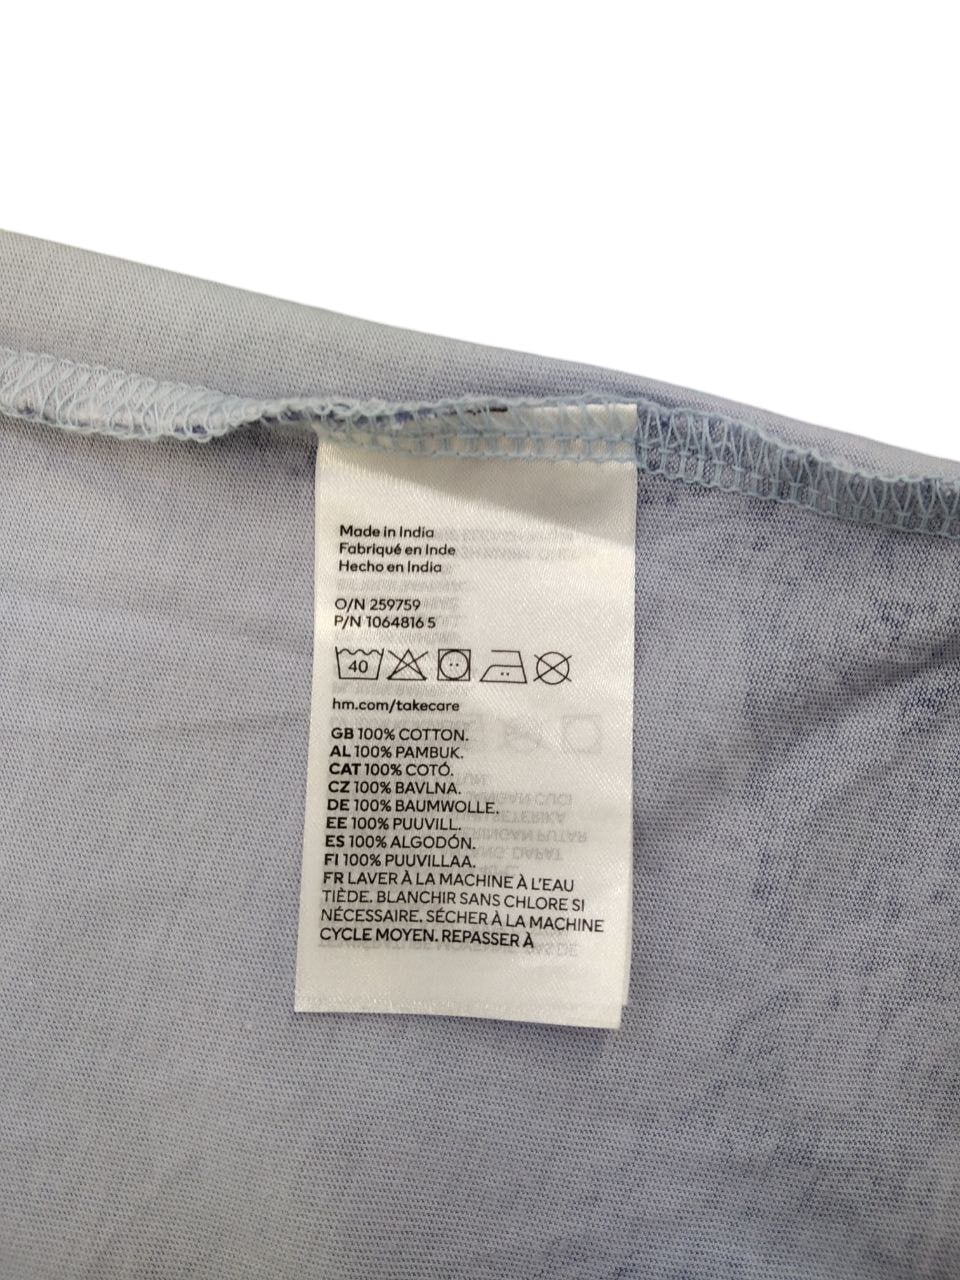 Made in India
Fabriqué en Inde
Hecho en India
O/N 259759
P/N 1064816 5
40
hm.com/takecare
GB 100% COTTON.
AL 100% PAMBUK.
CAT 100% COTÓ.
CZ 100% BAVLNA.
DE 100% BAUMWOLLE.
EE 100% PUUVILL.
ES 100% ALGODÓN.
FI 100% PUUVILLAA.
FR LAVER À LA MACHINE À L'EAU
TIÈDE. BLANCHIR SANS CHLORE SI
NÉCESSAIRE. SÉCHER À LA MACHINE
CYCLE MOYEN. REPASSER À